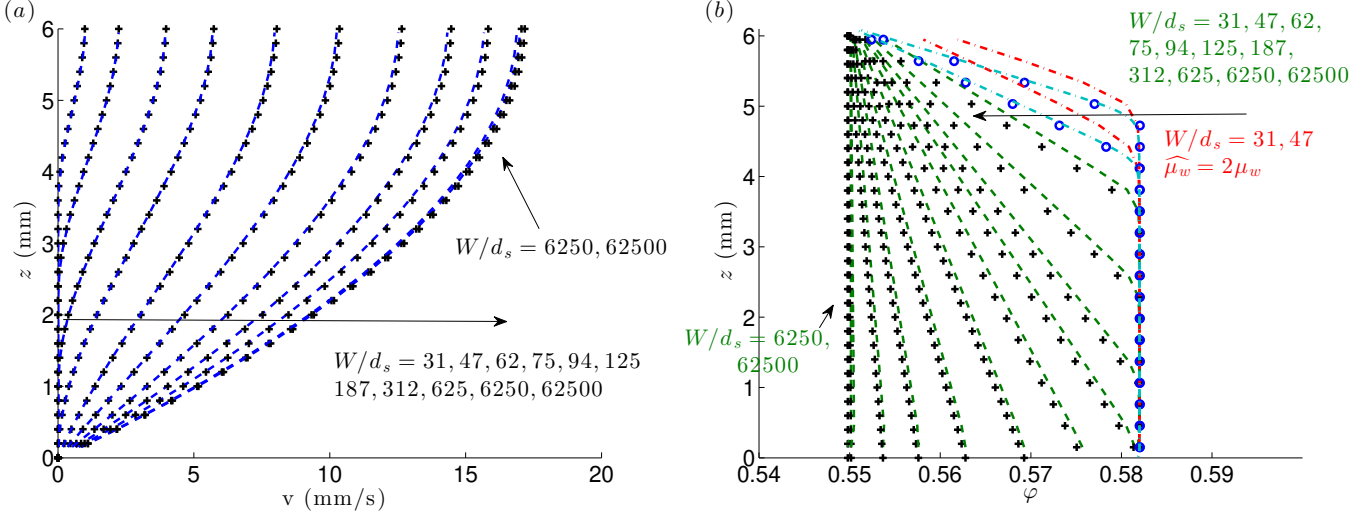 (a)
6
5
4
3
2
1
0
z (mm)
0
5
10
15
20
v (mm/s)
W/d_s = 6250, 62500
W/d_s = 31, 47, 62, 75, 94, 125
187, 312, 625, 6250, 62500
(b)
6
5
4
3
2
1
0
z (mm)
0.54
0.55
0.56
0.57
0.58
0.59
φ
W/d_s = 31, 47, 62,
75, 94, 125, 187,
312, 625, 6250, 62500
W/d_s = 31, 47
\widehat{μ_w} = 2μ_w
W/d_s = 6250,
62500